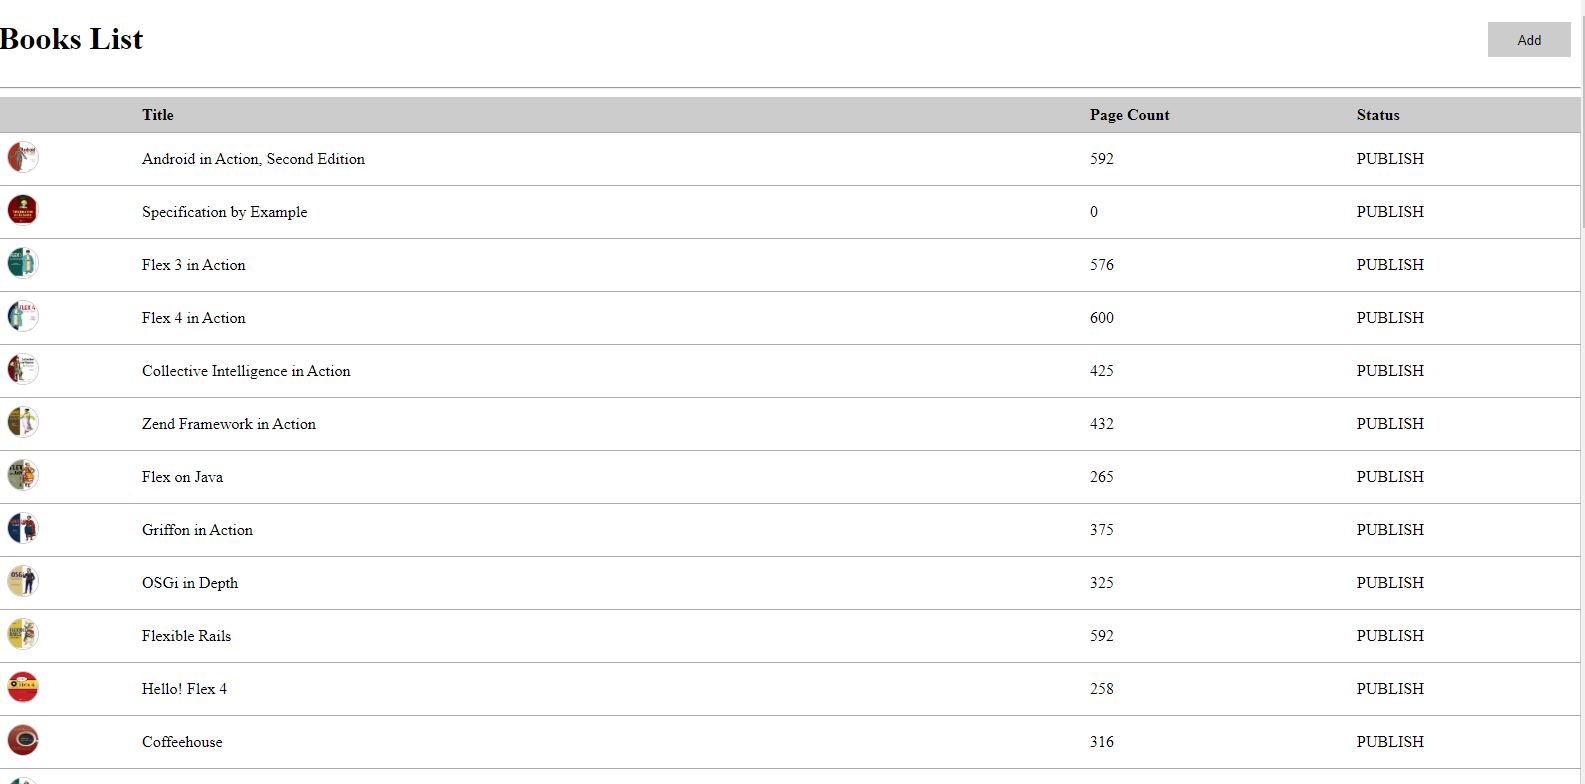 Books List
Add
Title Page Count Status
Android in Action, Second Edition 592 PUBLISH
Specification by Example 0 PUBLISH
Flex 3 in Action 576 PUBLISH
Flex 4 in Action 600 PUBLISH
Collective Intelligence in Action 425 PUBLISH
Zend Framework in Action 432 PUBLISH
Flex on Java 265 PUBLISH
Griffon in Action 375 PUBLISH
OSGi in Depth 325 PUBLISH
Flexible Rails 592 PUBLISH
Hello! Flex 4 258 PUBLISH
Coffeehouse 316 PUBLISH